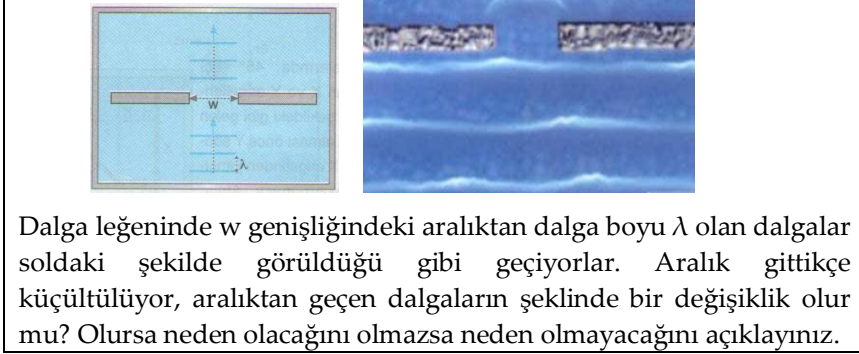 w
λ
Dalga leğeninde w genişliğindeki aralıktan dalga boyu λ olan dalgalar
soldaki şekilde görüldüğü gibi geçiyorlar. Aralık gittikçe
küçültülüyor, aralıktan geçen dalgaların şeklinde bir değişiklik olur
mu? Olursa neden olacağını olmazsa neden olmayacağını açıklayınız.